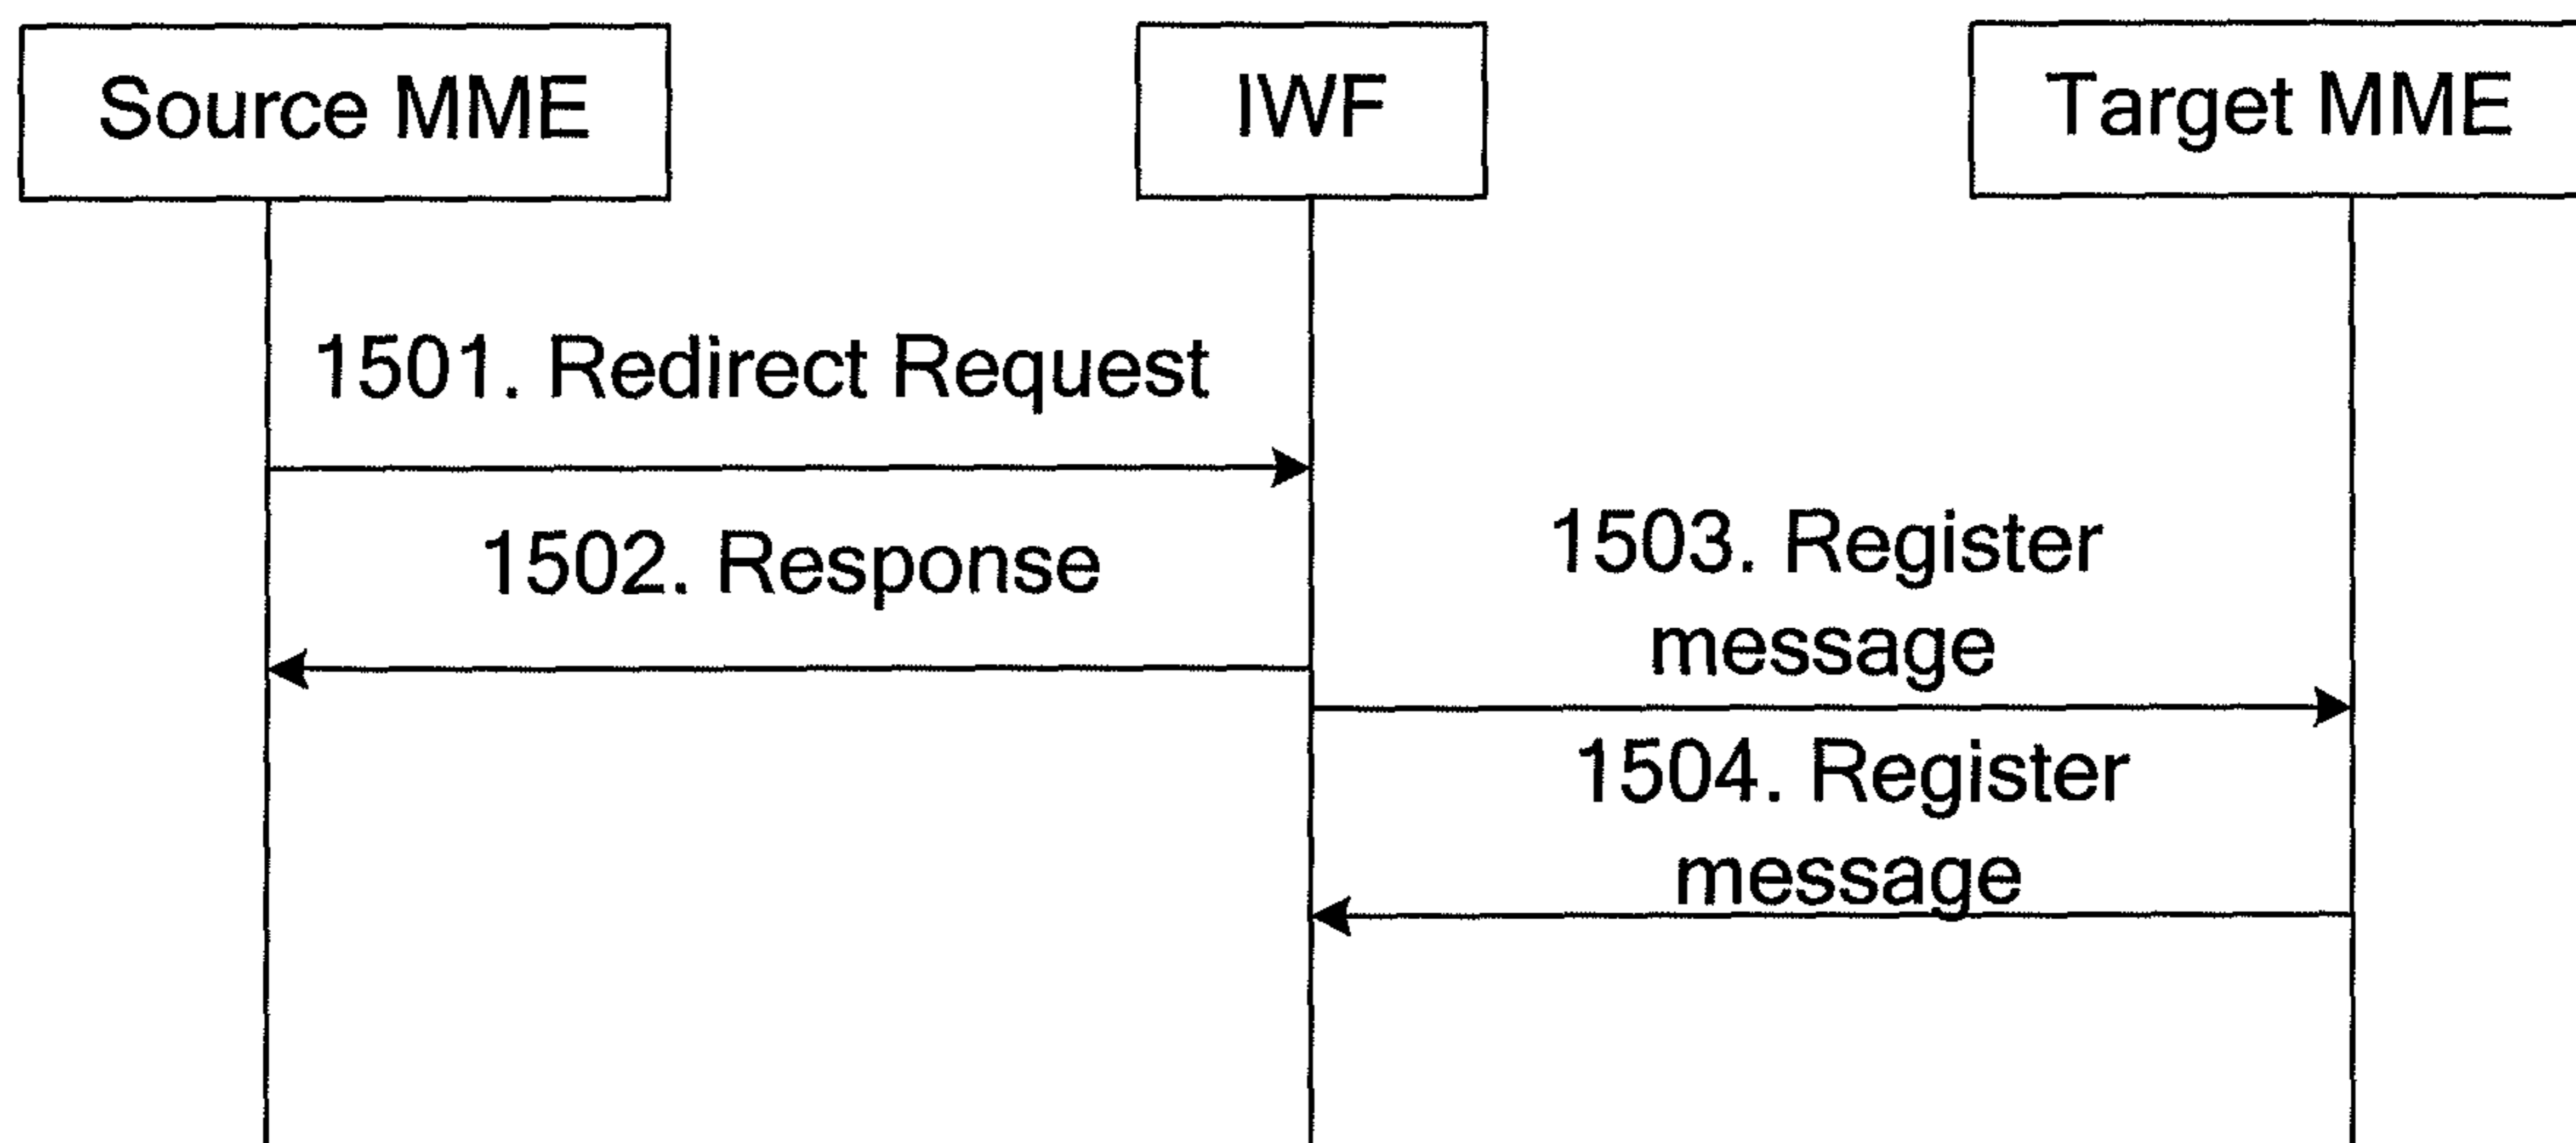 Source MME
IWF
Target MME
1501. Redirect Request
1502. Response
1503. Register
message
1504. Register
message